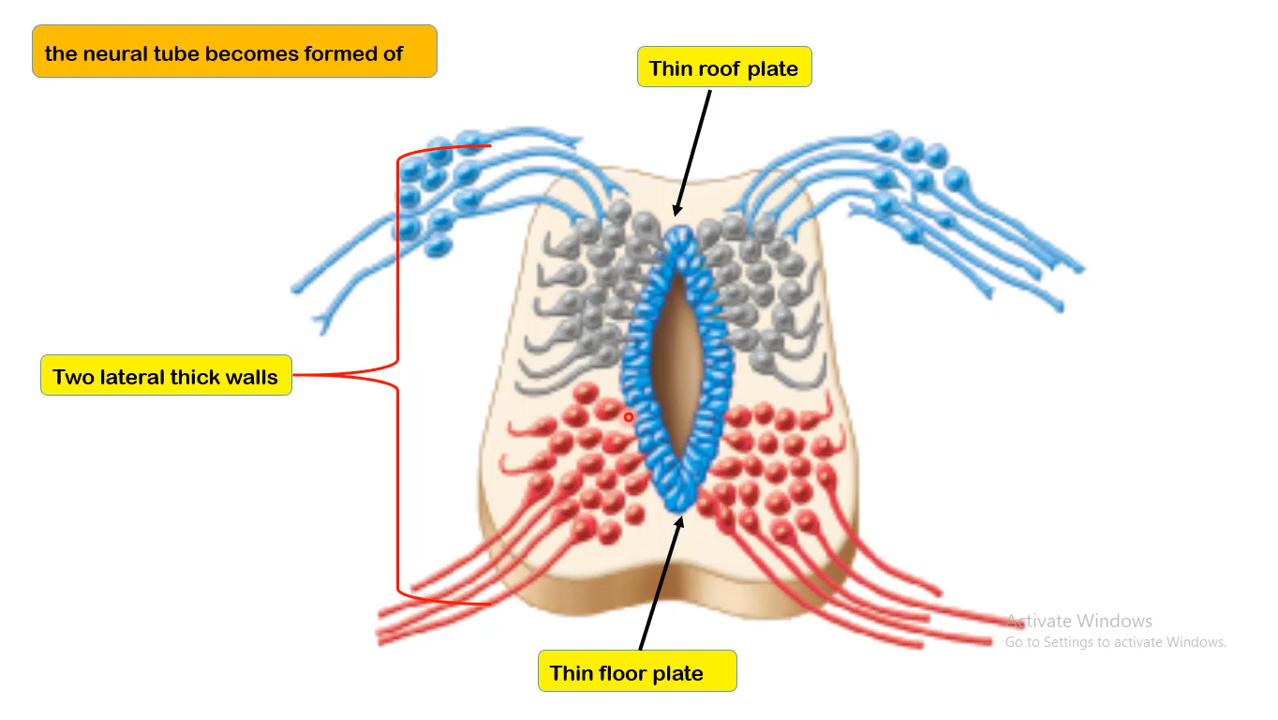 the neural tube becomes formed of
Thin roof plate
Two lateral thick walls
Activate Windows
Go to Settings to activate Windows.
Thin floor plate